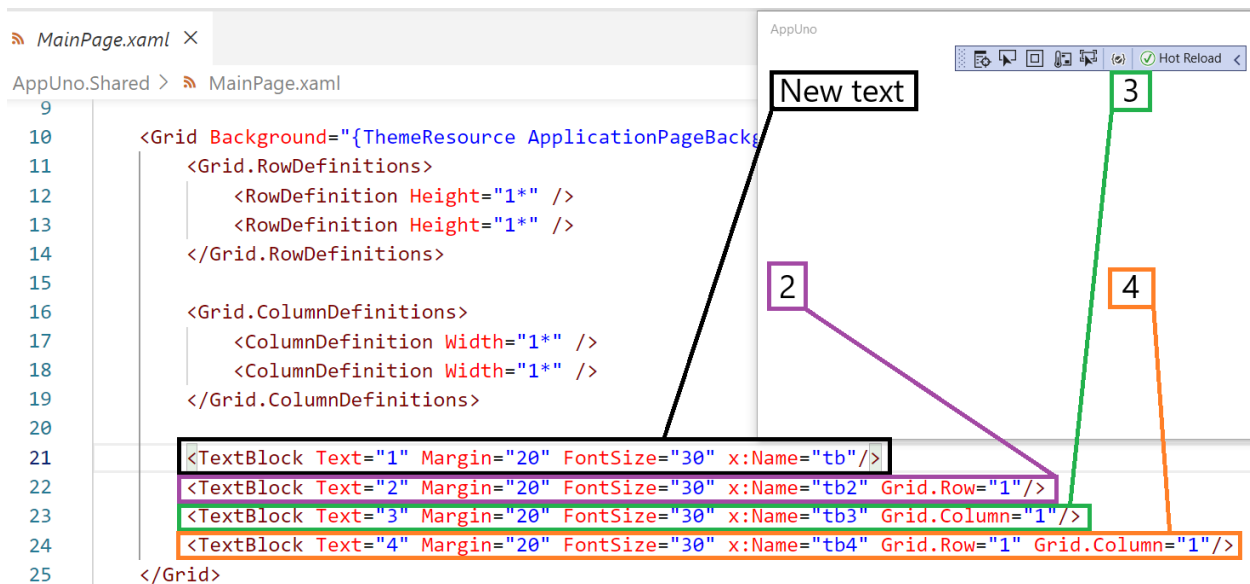 MainPage.xaml
AppUno.Shared > MainPage.xaml
9
10 <Grid Background="{ThemeResource ApplicationPageBackg
11 <Grid.RowDefinitions>
12 <RowDefinition Height="1*" />
13 <RowDefinition Height="1*" />
14 </Grid.RowDefinitions>
15
16 <Grid.ColumnDefinitions>
17 <ColumnDefinition Width="1*" />
18 <ColumnDefinition Width="1*" />
19 </Grid.ColumnDefinitions>
20
21 <TextBlock Text="1" Margin="20" FontSize="30" x:Name="tb"/>
22 <TextBlock Text="2" Margin="20" FontSize="30" x:Name="tb2" Grid.Row="1"/>
23 <TextBlock Text="3" Margin="20" FontSize="30" x:Name="tb3" Grid.Column="1"/>
24 <TextBlock Text="4" Margin="20" FontSize="30" x:Name="tb4" Grid.Row="1" Grid.Column="1"/>
25 </Grid>
AppUno
Hot Reload
New text
3
2
4